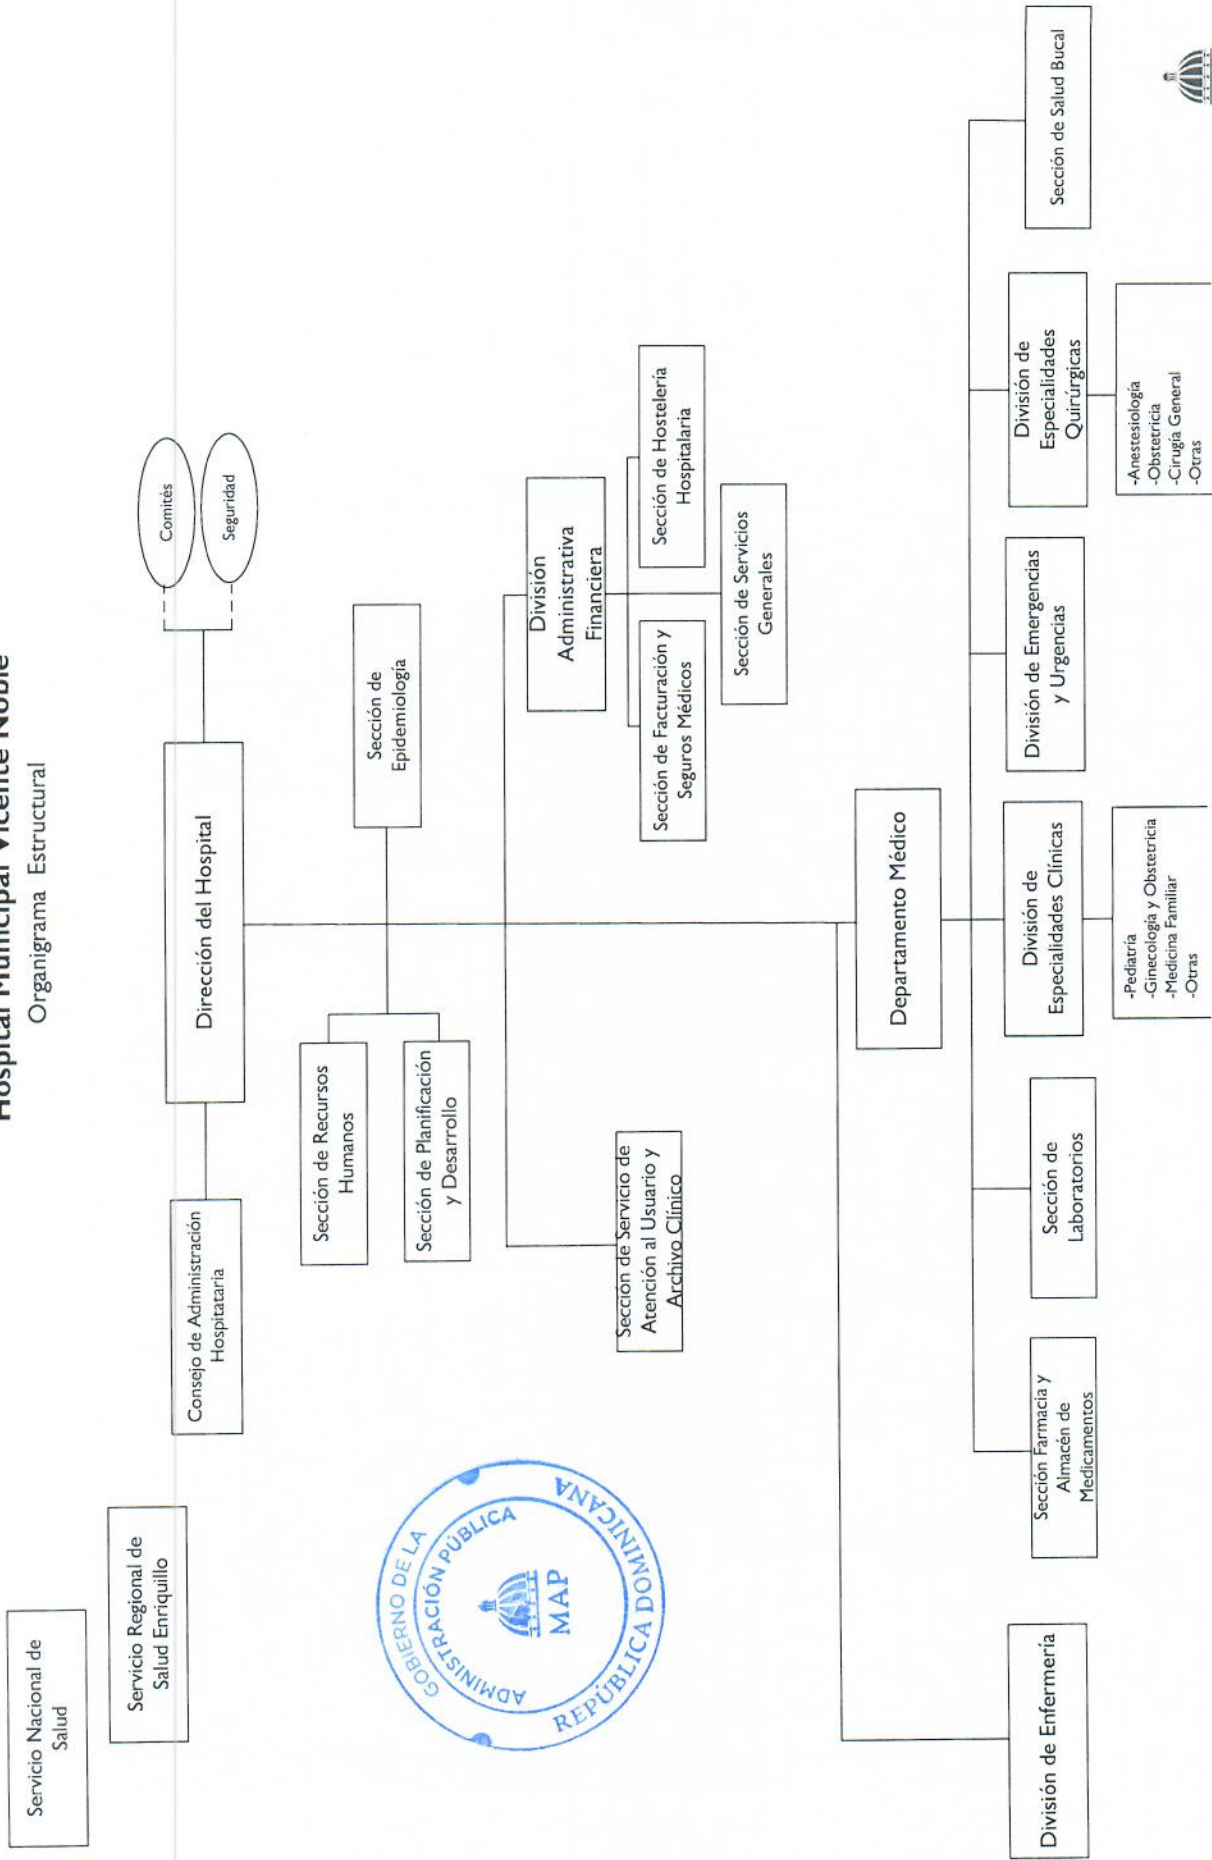 Hospital Municipal Vicente Noble
Organigrama Estructural
Servicio Nacional de
Salud
Servicio Regional de
Salud Enriquillo
Consejo de Administración
Hospitataria
Dirección del Hospital
Comités
Seguridad
Sección de Recursos
Humanos
Sección de Planificación
y Desarrollo
Sección de
Epidemiología
GOBIERNO DE LA
REPÚBLICA DOMINICANA
ADMINISTRACIÓN PÚBLICA
MAP
Sección de Servicio de
Atención al Usuario y
Archivo Clínico
División
Administrativa
Financiera
Sección de Facturación y
Seguros Médicos
Sección de Hostelería
Hospitalaria
Sección de Servicios
Generales
Departamento Médico
División de Enfermería
Sección Farmacia y
Almacén de
Medicamentos
Sección de
Laboratorios
División de
Especialidades Clínicas
-Pediatría
-Ginecología y Obstetricia
-Medicina Familiar
-Otras
División de Emergencias
y Urgencias
División de
Especialidades
Quirúrgicas
-Anestesiología
-Obstetricia
-Cirugía General
-Otras
Sección de Salud Bucal